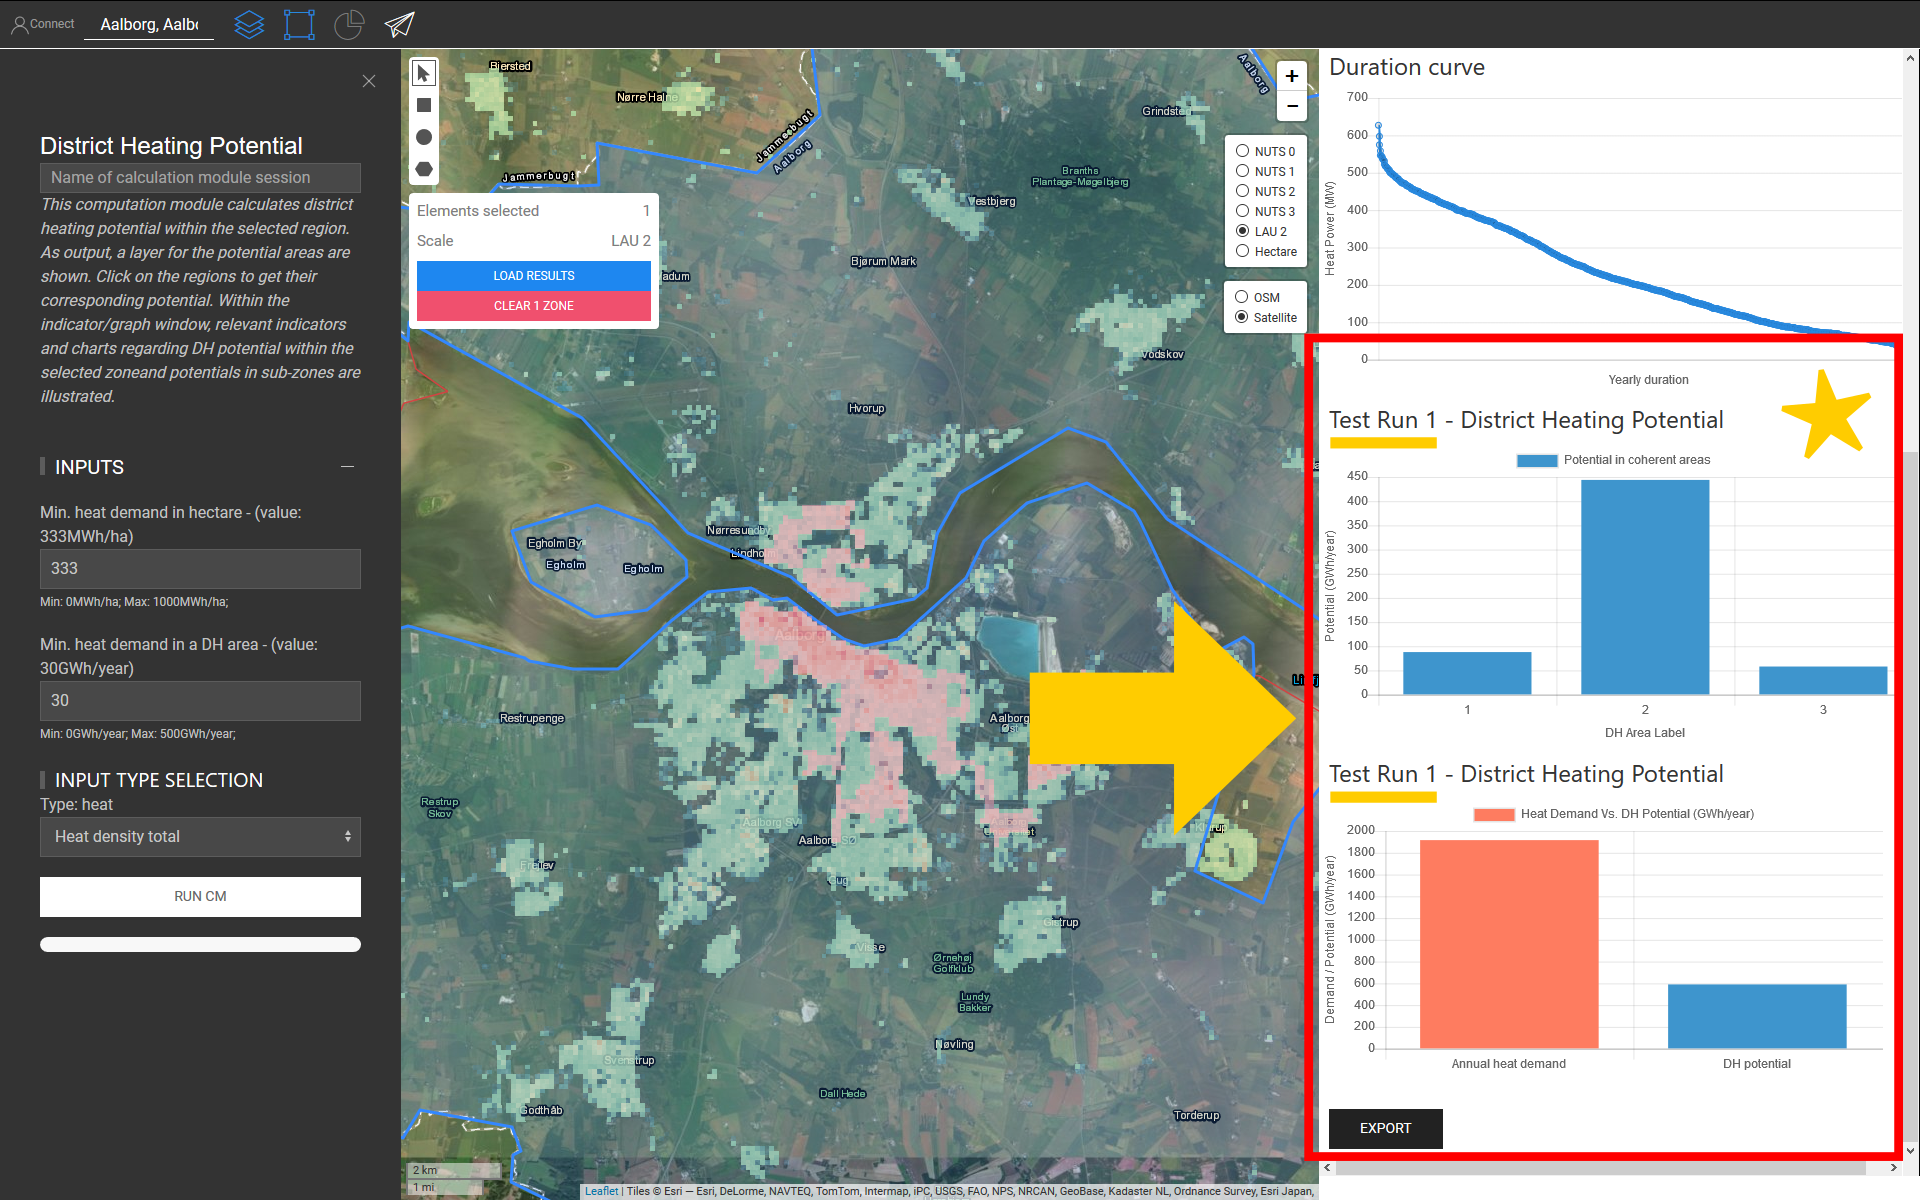 Connect
Aalborg, Aalb
District Heating Potential
Name of calculation module session
This computation module calculates district
heating potential within the selected region.
As output, a layer for the potential areas are
shown. Click on the regions to get their
corresponding potential. Within the
indicator/graph window, relevant indicators
and charts regarding DH potential within the
selected zoneand potentials in sub-zones are
illustrated.
INPUTS
Min. heat demand in hectare - (value:
333MWh/ha)
333
Min: 0MWh/ha; Max: 1000MWh/ha;
Min. heat demand in a DH area - (value:
30GWh/year)
30
Min: 0GWh/year; Max: 500GWh/year;
INPUT TYPE SELECTION
Type: heat
Heat density total
RUN CM
Elements selected 1
Scale LAU 2
LOAD RESULTS
CLEAR 1 ZONE
Biersted
Nørre Halne
Jammerbugt
Jammerbugt
Aalborg
Aalborg
Grindsted
Branths
Plantage-Møgelbjerg
Vestbjerg
Bjørum Mark
adum
Vodskov
Hvorup
Nørresundby
Lindholm
Egholm By
Egholm
Egholm
Aalborg
Restrupenge
Aalborg
Øst
Restrup
Skov
Aalborg SV
Aalborg SØ
Aalborg
Klarup
Frejlev
Gug
Visse
Gistrup
Ørnehøj
Golfklub
Lundy
Bakker
Nøvling
Svenstrup
Dall Hede
Godthåb
Torderup
+
−
NUTS 0
NUTS 1
NUTS 2
NUTS 3
LAU 2
Hectare
OSM
Satellite
2 km
1 mi
Leaflet | Tiles © Esri — Esri, DeLorme, NAVTEQ, TomTom, Intermap, iPC, USGS, FAO, NPS, NRCAN, GeoBase, Kadaster NL, Ordnance Survey, Esri Japan,
Duration curve
Heat Power (MW)
700
600
500
400
300
200
100
0
Yearly duration
Test Run 1 - District Heating Potential
Potential in coherent areas
Potential (GWh/year)
450
400
350
300
250
200
150
100
50
0
1 2 3
DH Area Label
Test Run 1 - District Heating Potential
Heat Demand Vs. DH Potential (GWh/year)
Demand / Potential (GWh/year)
2000
1800
1600
1400
1200
1000
800
600
400
200
0
Annual heat demand DH potential
EXPORT